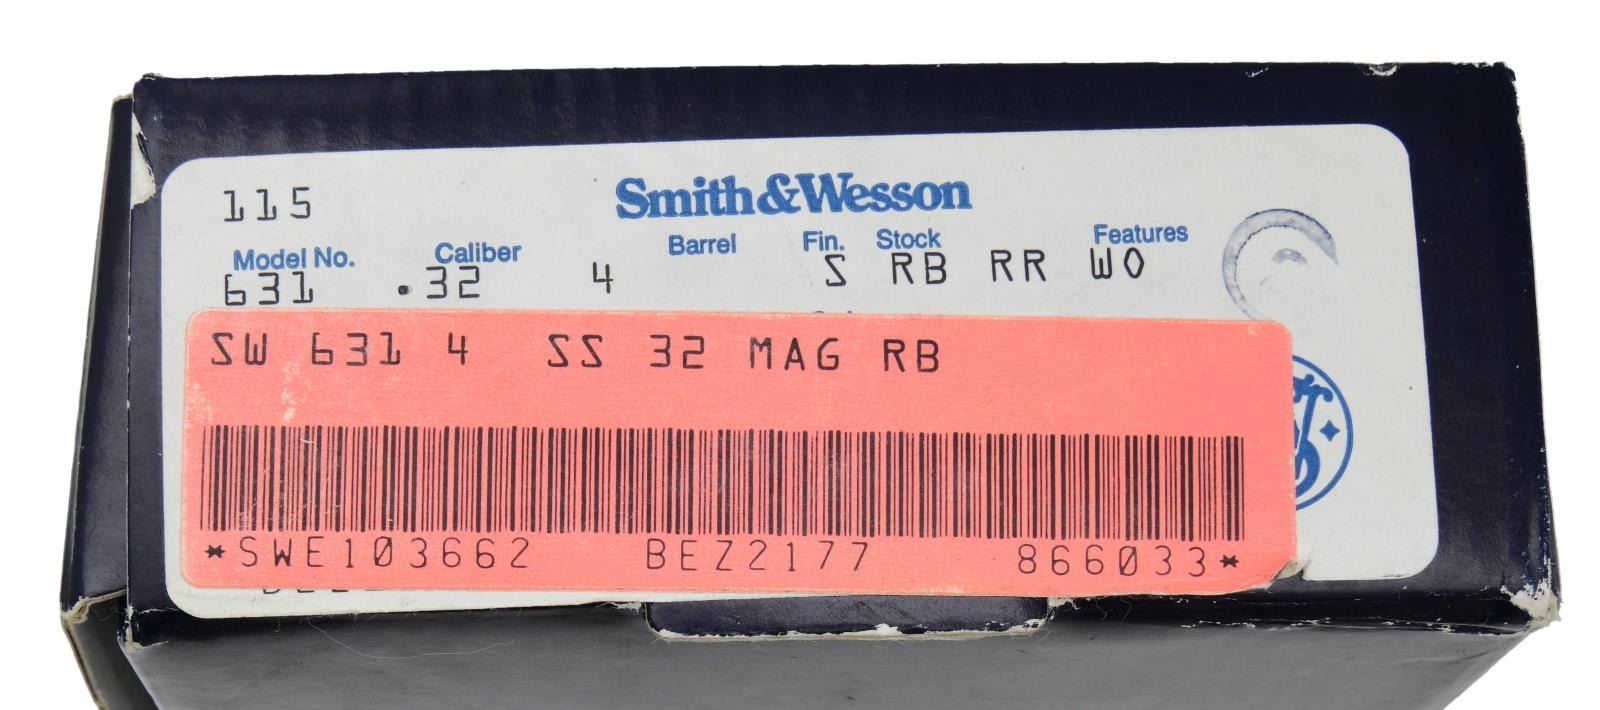 115
Smith&Wesson
Model No. Caliber Barrel Fin. Stock Features
631 .32 4 S RB RR WO
SW 631 4 SS 32 MAG RB
*SWE103662 BEZ2177 866033*